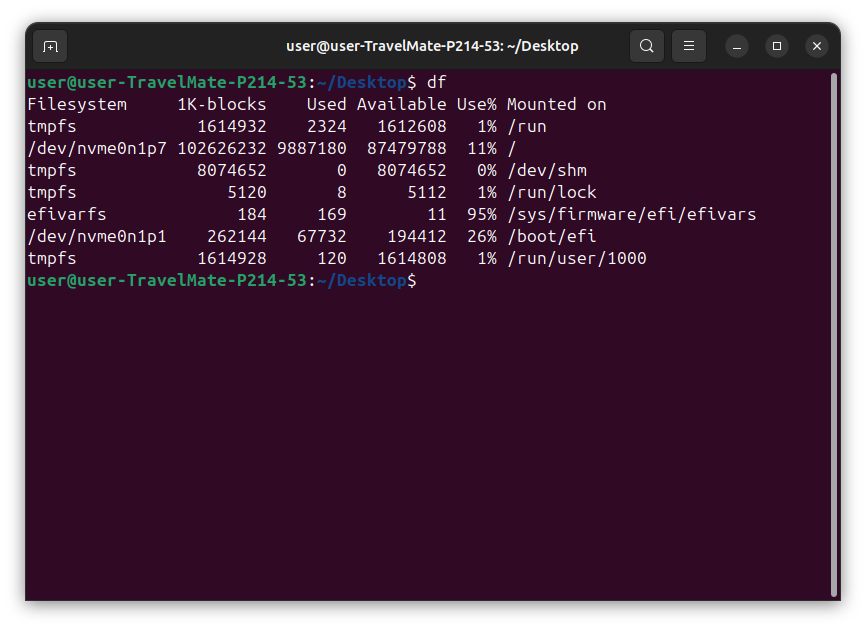 user@user-TravelMate-P214-53: ~/Desktop
user@user-TravelMate-P214-53:~/Desktop$ df
Filesystem     1K-blocks    Used Available Use% Mounted on
tmpfs            1614932    2324   1612608   1% /run
/dev/nvme0n1p7 102626232 9887180  87479788  11% /
tmpfs            8074652       0   8074652   0% /dev/shm
tmpfs               5120       8      5112   1% /run/lock
efivarfs             184     169        11  95% /sys/firmware/efi/efivars
/dev/nvme0n1p1    262144   67732    194412  26% /boot/efi
tmpfs            1614928     120   1614808   1% /run/user/1000
user@user-TravelMate-P214-53:~/Desktop$